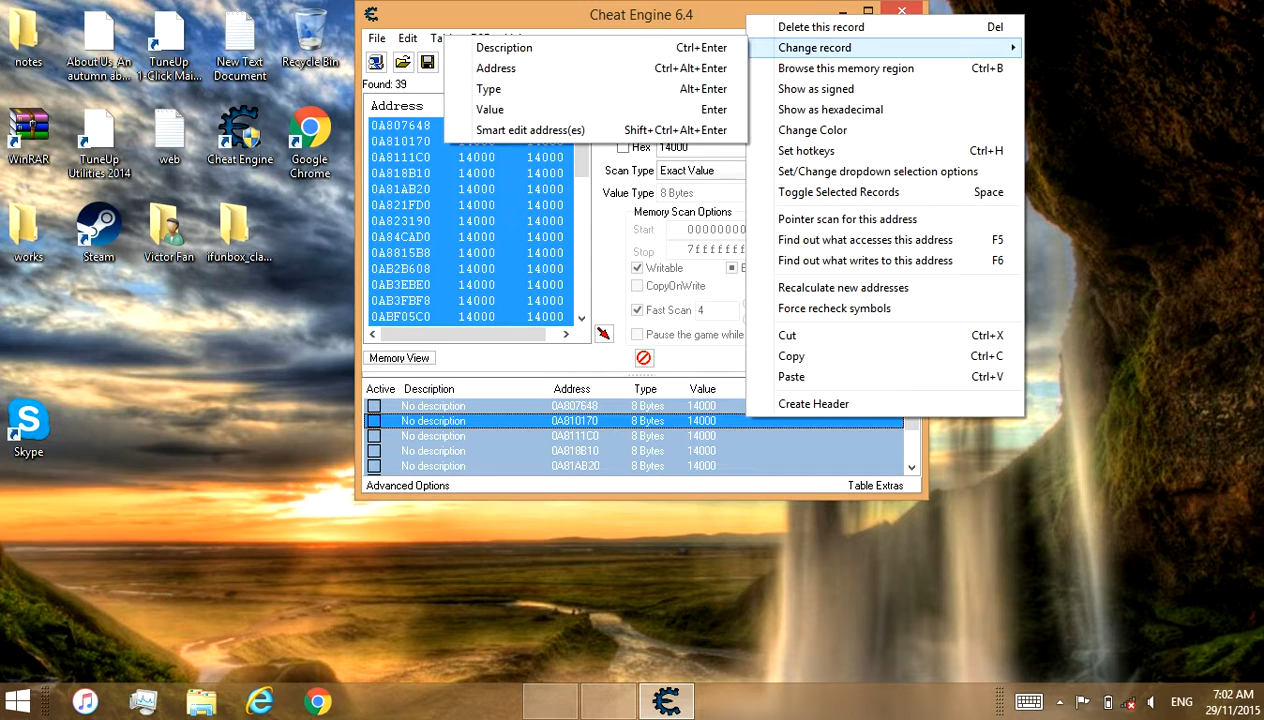 notes
About Us, An autumn ab...
TuneUp 1-Click Mai...
New Text Document
Recycle Bin
WinRAR
TuneUp Utilities 2014
web
Cheat Engine
Google Chrome
works
Steam
Victor Fan
ifunbox_cla...
Skype
Cheat Engine 6.4
File Edit
Found: 39
Address
0A807648
0A810170
0A8111C0 14000 14000
0A818B10 14000 14000
0A81AB20 14000 14000
0A821FD0 14000 14000
0A823190 14000 14000
0A84CAD0 14000 14000
0A8815B8 14000 14000
0AB2B608 14000 14000
0AB3EBE0 14000 14000
0AB3FBF8 14000 14000
0ABF05C0 14000 14000
Memory View
Description Ctrl+Enter
Address Ctrl+Alt+Enter
Type Alt+Enter
Value Enter
Smart edit address(es) Shift+Ctrl+Alt+Enter
Hex 14000
Scan Type Exact Value
Value Type 8 Bytes
Memory Scan Options
Start 00000000
Stop 7ffffff
Writable
CopyOnWrite
Fast Scan 4
Pause the game while
Delete this record Del
Change record
Browse this memory region Ctrl+B
Show as signed
Show as hexadecimal
Change Color
Set hotkeys Ctrl+H
Set/Change dropdown selection options
Toggle Selected Records Space
Pointer scan for this address
Find out what accesses this address F5
Find out what writes to this address F6
Recalculate new addresses
Force recheck symbols
Cut Ctrl+X
Copy Ctrl+C
Paste Ctrl+V
Create Header
Active Description Address Type Value
No description 0A807648 8 Bytes 14000
No description 0A810170 8 Bytes 14000
No description 0A8111C0 8 Bytes 14000
No description 0A818B10 8 Bytes 14000
No description 0A81AB20 8 Bytes 14000
Advanced Options Table Extras
ENG
7:02 AM
29/11/2015